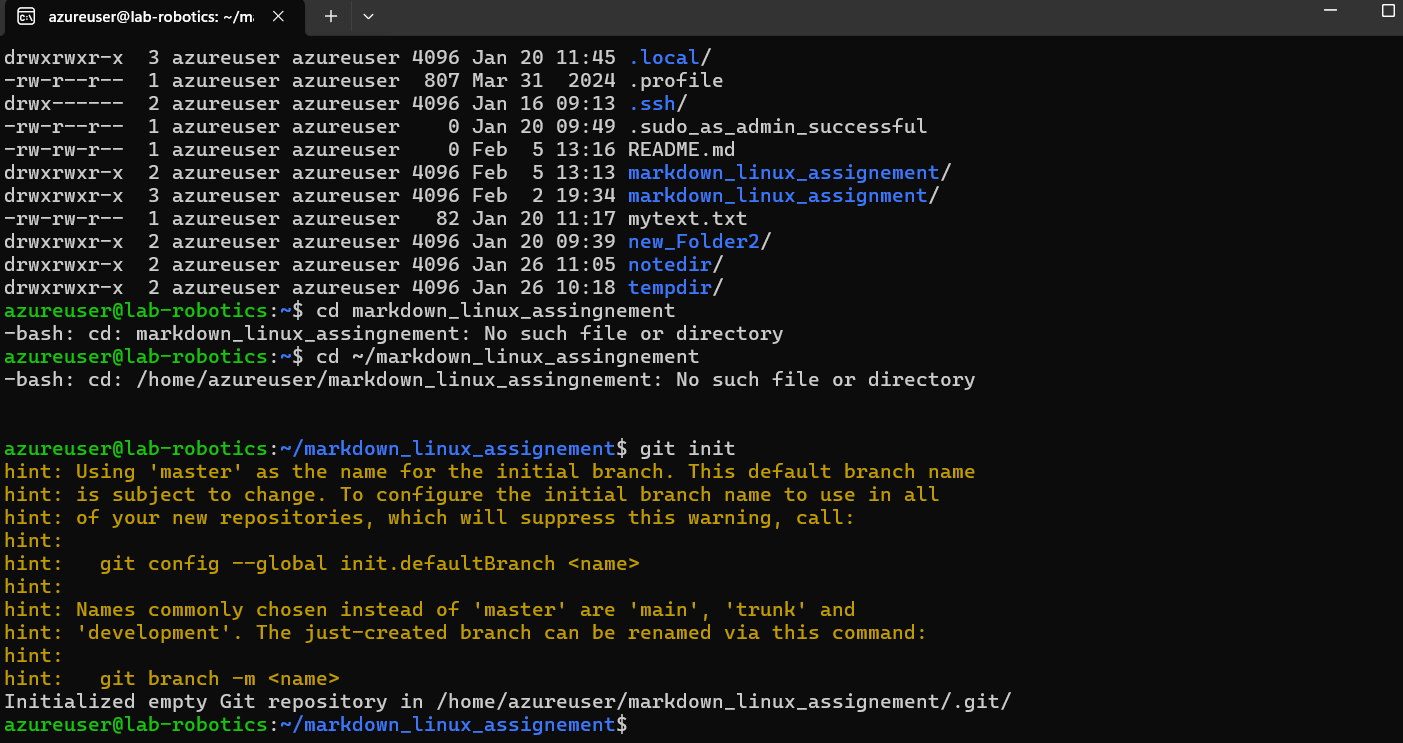 azureuser@lab-robotics: ~/m
drwxrwxr-x  3 azureuser azureuser 4096 Jan 20 11:45 .local/
-rw-r--r--  1 azureuser azureuser  807 Mar 31  2024 .profile
drwx------  2 azureuser azureuser 4096 Jan 16 09:13 .ssh/
-rw-r--r--  1 azureuser azureuser    0 Jan 20 09:49 .sudo_as_admin_successful
-rw-rw-r--  1 azureuser azureuser    0 Feb  5 13:16 README.md
drwxrwxr-x  2 azureuser azureuser 4096 Feb  5 13:13 markdown_linux_assignement/
drwxrwxr-x  3 azureuser azureuser 4096 Feb  2 19:34 markdown_linux_assignment/
-rw-rw-r--  1 azureuser azureuser   82 Jan 20 11:17 mytext.txt
drwxrwxr-x  2 azureuser azureuser 4096 Jan 20 09:39 new_Folder2/
drwxrwxr-x  2 azureuser azureuser 4096 Jan 26 11:05 notedir/
drwxrwxr-x  2 azureuser azureuser 4096 Jan 26 10:18 tempdir/
azureuser@lab-robotics:~$ cd markdown_linux_assingnement
-bash: cd: markdown_linux_assingnement: No such file or directory
azureuser@lab-robotics:~$ cd ~/markdown_linux_assingnement
-bash: cd: /home/azureuser/markdown_linux_assingnement: No such file or directory
azureuser@lab-robotics:~/markdown_linux_assignement$ git init
hint: Using 'master' as the name for the initial branch. This default branch name
hint: is subject to change. To configure the initial branch name to use in all
hint: of your new repositories, which will suppress this warning, call:
hint:
hint:   git config --global init.defaultBranch <name>
hint:
hint: Names commonly chosen instead of 'master' are 'main', 'trunk' and
hint: 'development'. The just-created branch can be renamed via this command:
hint:
hint:   git branch -m <name>
Initialized empty Git repository in /home/azureuser/markdown_linux_assignement/.git/
azureuser@lab-robotics:~/markdown_linux_assignement$